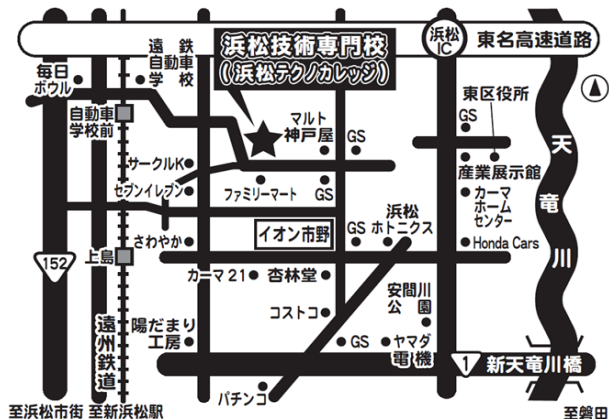 浜松
IC
東名高速道路
遠鉄
自動車
学校
浜松技術専門校
(浜松テクノカレッジ)
毎日
ボウル
自動車
学校前
マルト
神戸屋
GS
東区役所
GS
産業展示館
天竜川
サークルK
セブンイレブン
ファミリーマート
GS
カーマ
ホーム
センター
さわやか
イオン市野
GS
浜松
ホトニクス
Honda Cars
152
上島
カーマ21
杏林堂
コストコ
安間川
公園
遠州鉄道
陽だまり
工房
GS
ヤマダ
電機
1
新天竜川橋
パチンコ
至浜松市街
至新浜松駅
至磐田